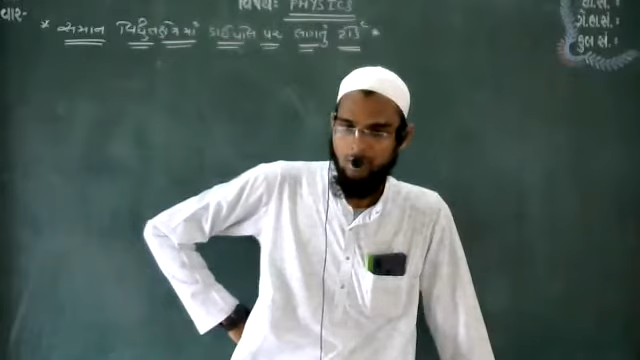 વાર- વિષય: PHYSICS
* સમાન વિદ્યુતક્ષેત્રમાં ડાઈપોલ પર લાગતું ટોર્ક *
ગે.હા.સં. :
કુલ સં. :